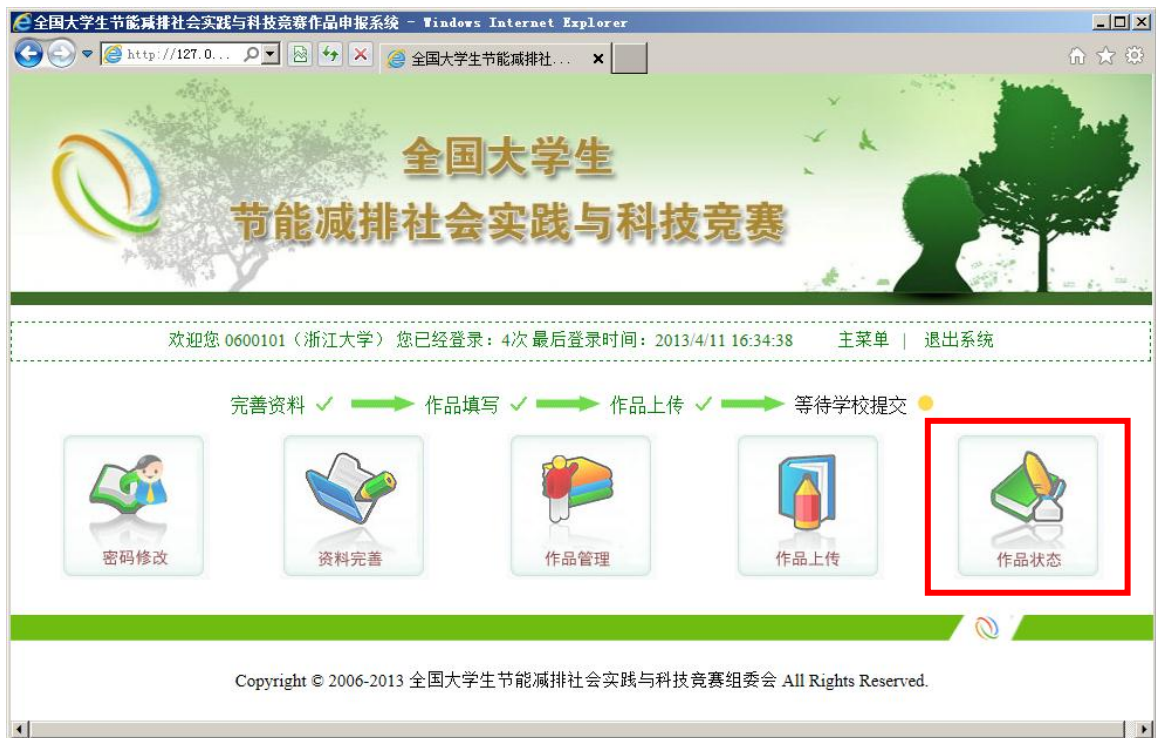 全国大学生节能减排社会实践与科技竞赛作品申报系统 - Windows Internet Explorer
http://127.0...
全国大学生节能减排社...
全国大学生
节能减排社会实践与科技竞赛
欢迎您 0600101（浙江大学） 您已经登录：4次 最后登录时间：2013/4/11 16:34:38 主菜单 | 退出系统
完善资料 作品填写 作品上传 等待学校提交
密码修改 资料完善 作品管理 作品上传 作品状态
Copyright © 2006-2013 全国大学生节能减排社会实践与科技竞赛组委会 All Rights Reserved.